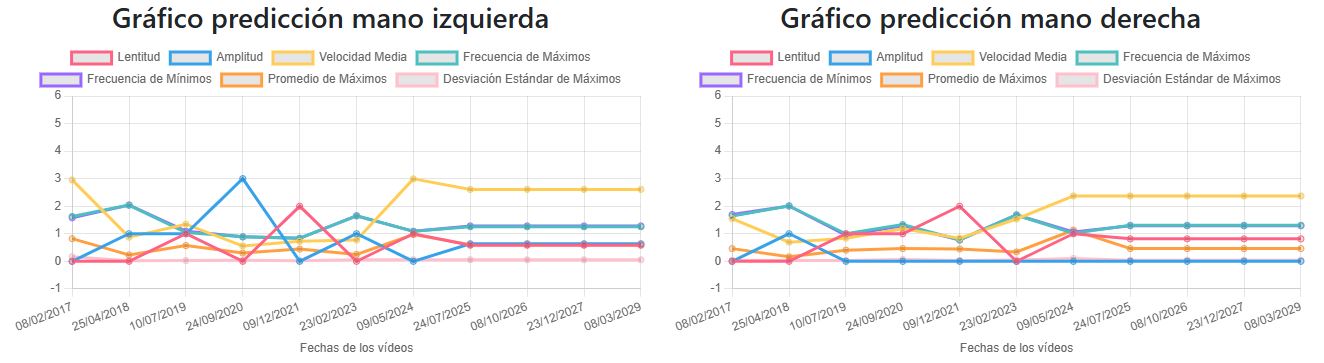 Gráfico predicción mano izquierda
Lentitud Amplitud Velocidad Media Frecuencia de Máximos
Frecuencia de Mínimos Promedio de Máximos Desviación Estándar de Máximos
6
5
4
3
2
1
0
-1
08/02/2017 25/04/2018 10/07/2019 24/09/2020 09/12/2021 23/02/2023 09/05/2024 24/07/2025 08/10/2026 23/12/2027 08/03/2029
Fechas de los vídeos
Gráfico predicción mano derecha
Lentitud Amplitud Velocidad Media Frecuencia de Máximos
Frecuencia de Mínimos Promedio de Máximos Desviación Estándar de Máximos
6
5
4
3
2
1
0
-1
08/02/2017 25/04/2018 10/07/2019 24/09/2020 09/12/2021 23/02/2023 09/05/2024 24/07/2025 08/10/2026 23/12/2027 08/03/2029
Fechas de los vídeos